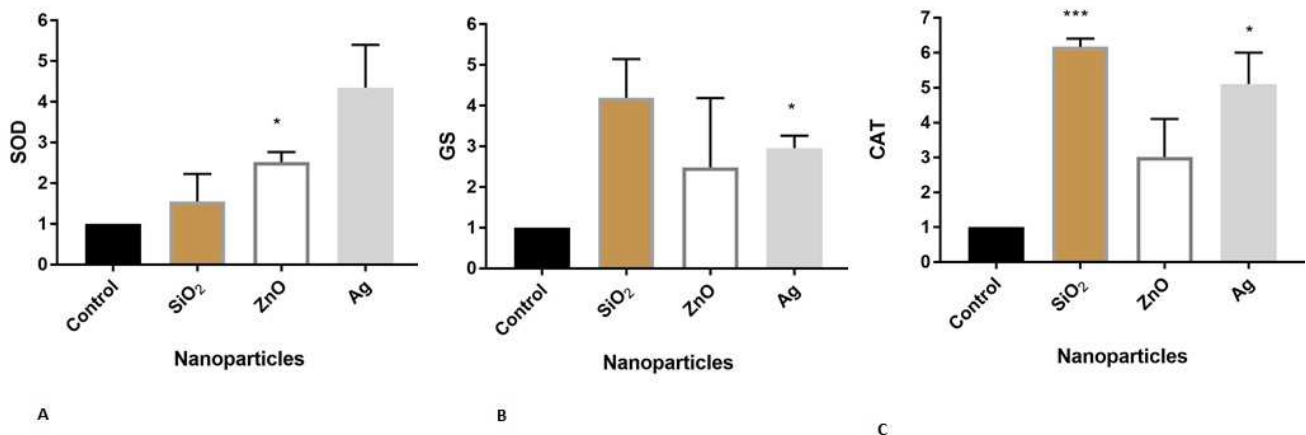 SOD
6
5
4
3
2
1
0
*
Control
SiO₂
ZnO
Ag
Nanoparticles
A
GS
6
5
4
3
2
1
0
*
Control
SiO₂
ZnO
Ag
Nanoparticles
B
CAT
7
6
5
4
3
2
1
0
***
*
Control
SiO₂
ZnO
Ag
Nanoparticles
C